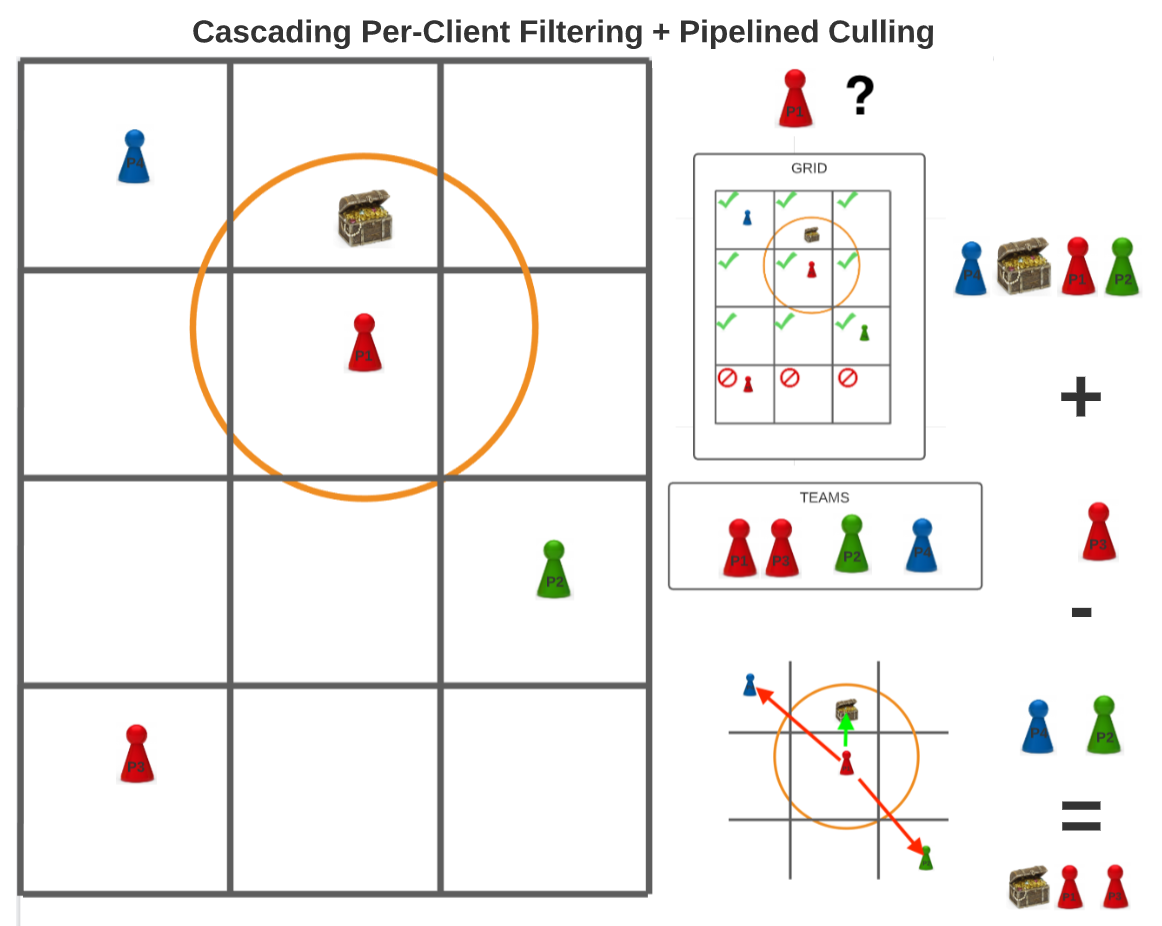 Cascading Per-Client Filtering + Pipelined Culling
P4
P1
P2
P3
P1
?
GRID
P4
P1
P2
+
TEAMS
P1
P3
P2
P4
P3
-
P4
P2
=
P1
P3